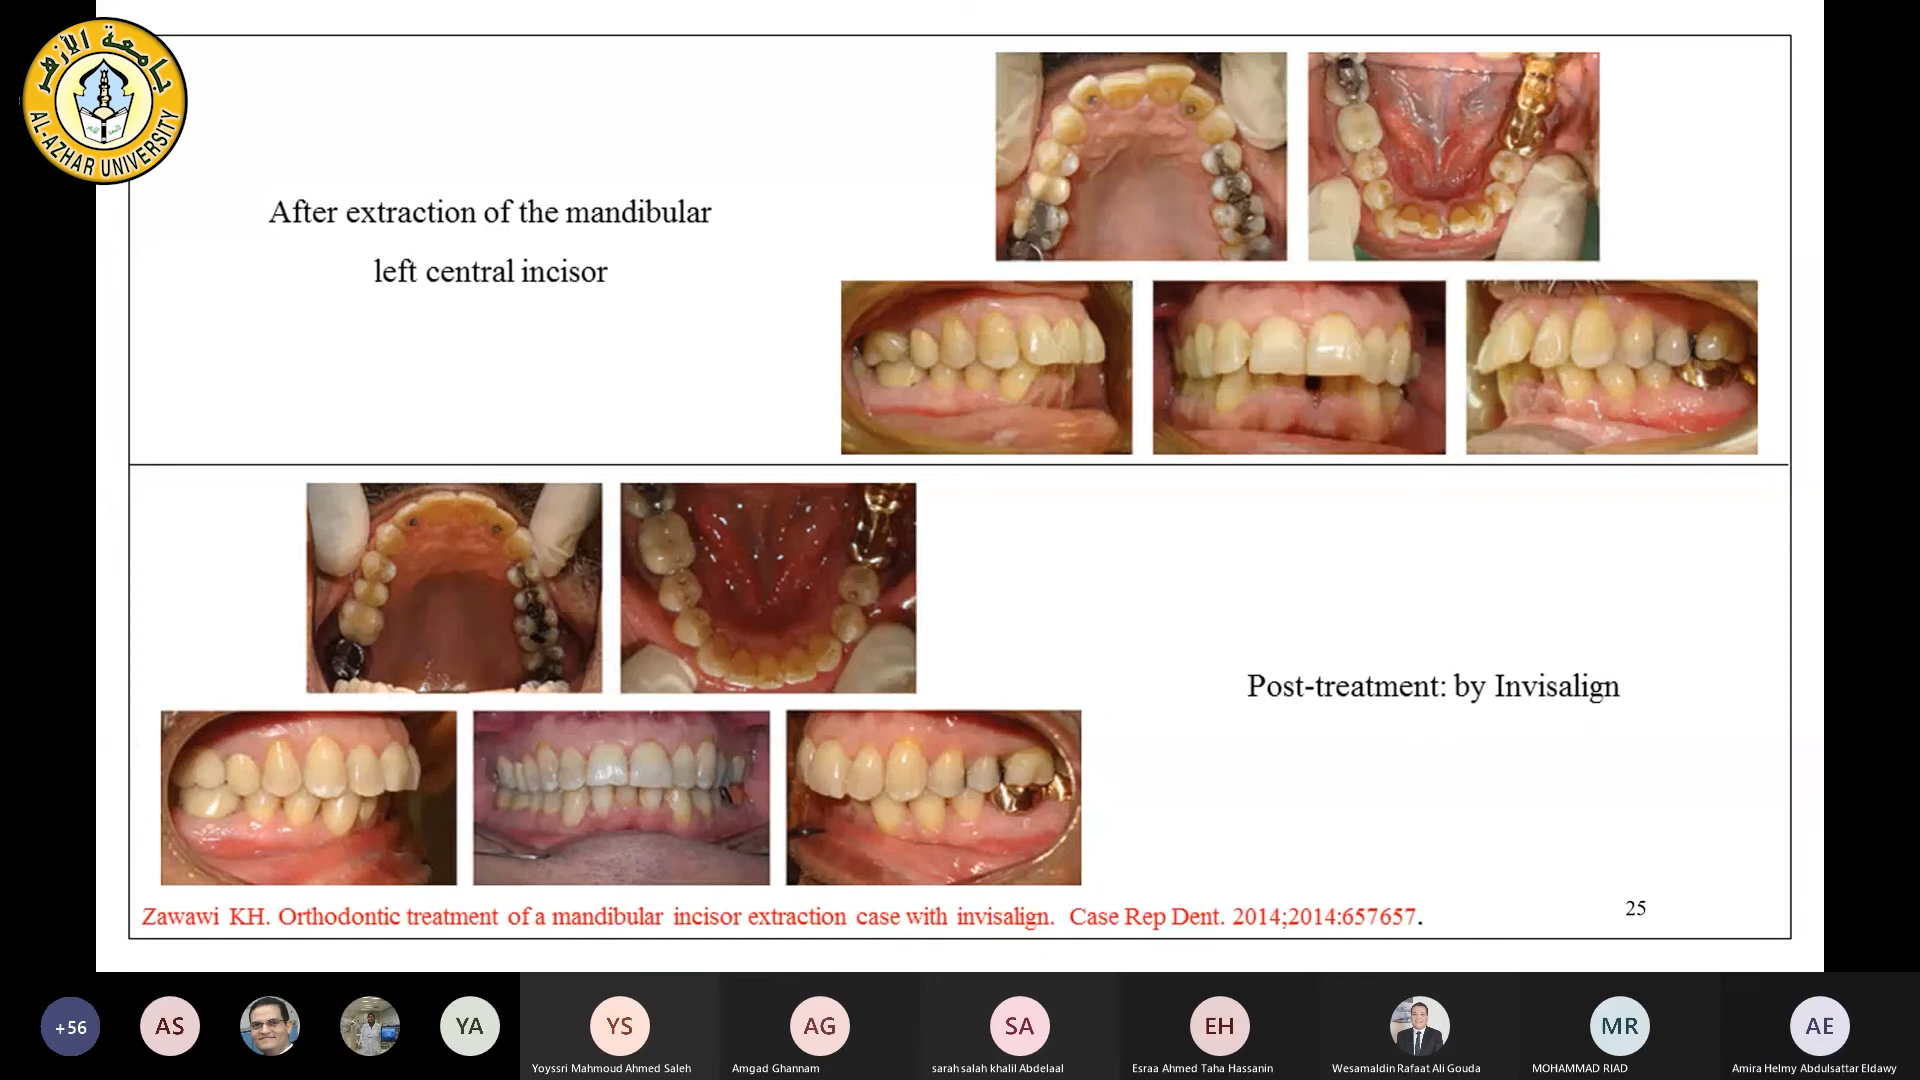 جامعة الأزهر
AL-AZHAR UNIVERSITY
After extraction of the mandibular
left central incisor
Post-treatment: by Invisalign
Zawawi KH. Orthodontic treatment of a mandibular incisor extraction case with invisalign. Case Rep Dent. 2014;2014:657657.
25
+56
AS
YA
YS
AG
SA
EH
MR
AE
Yoyssri Mahmoud Ahmed Saleh
Amgad Ghannam
sarah salah khalil Abdelaal
Esraa Ahmed Taha Hassanin
Wesamaldin Rafaat Ali Gouda
MOHAMMAD RIAD
Amira Helmy Abdulsattar Eldawy